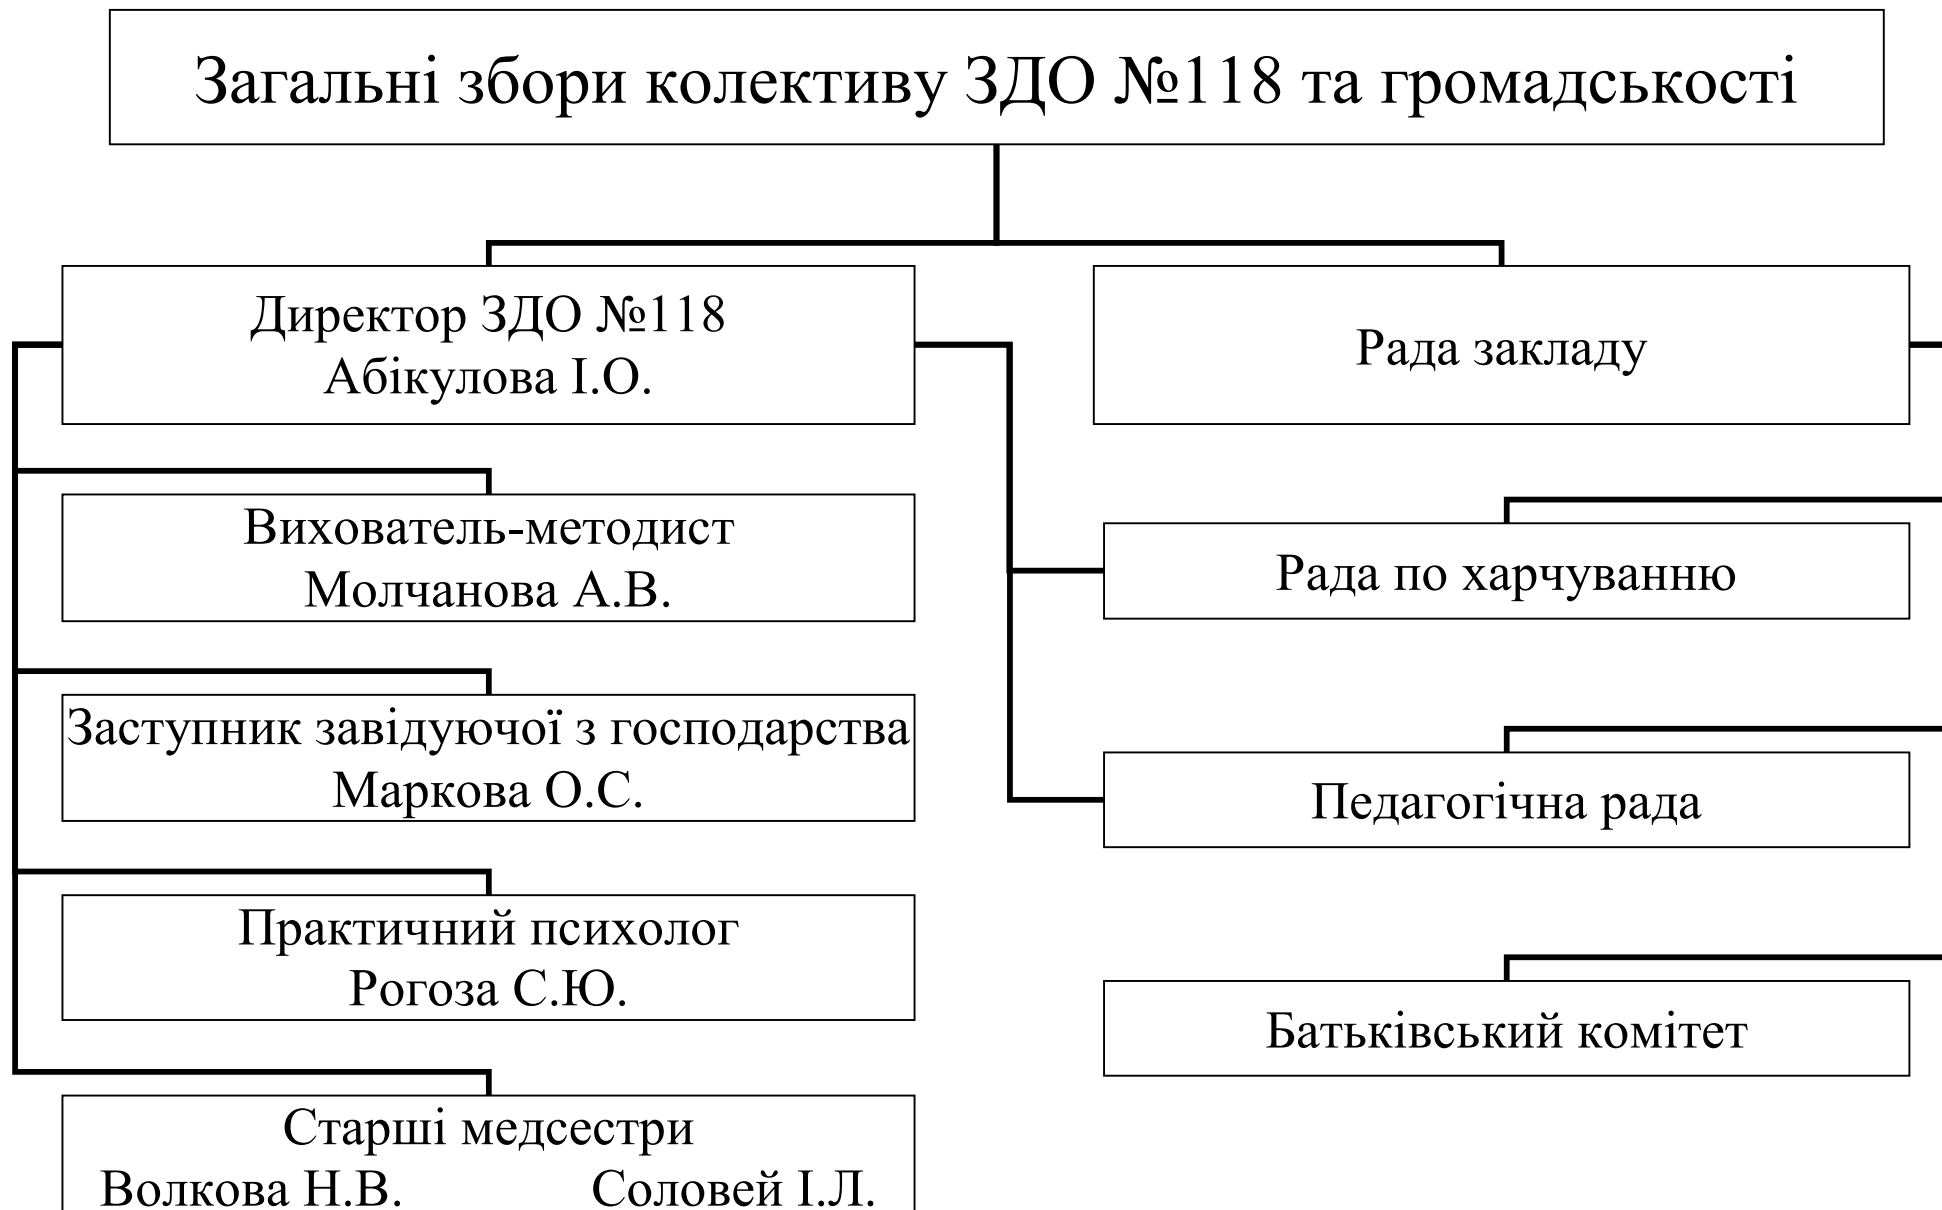 Загальні збори колективу ЗДО №118 та громадськості
Директор ЗДО №118
Абікулова І.О.
Рада закладу
Вихователь-методист
Молчанова А.В.
Рада по харчуванню
Заступник завідуючої з господарства
Маркова О.С.
Педагогічна рада
Практичний психолог
Рогоза С.Ю.
Батьківський комітет
Старші медсестри
Волкова Н.В. Соловей І.Л.